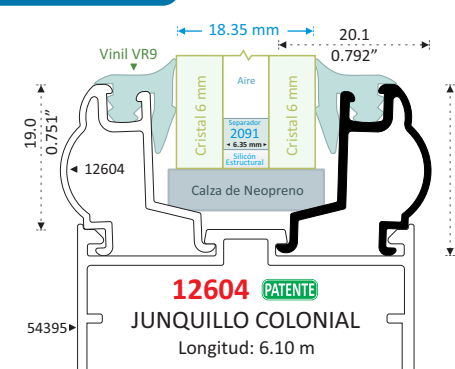 18.35 mm
20.1
0.792"
Vinil VR9
19.0
0.751"
Cristal 6 mm
Aire
Separador
2091
6.35 mm
Silicón
Estructural
Cristal 6 mm
12604
Calza de Neopreno
12604 PATENTE
JUNQUILLO COLONIAL
54395
Longitud: 6.10 m